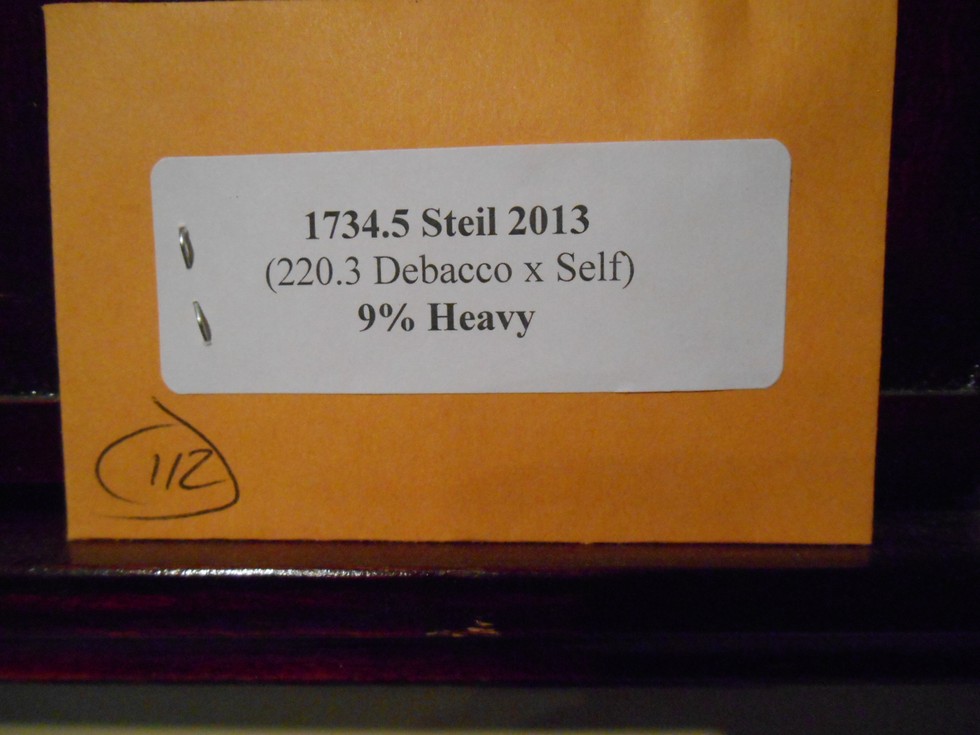 1734.5 Steil 2013
(220.3 Debacco x Self)
9% Heavy
112